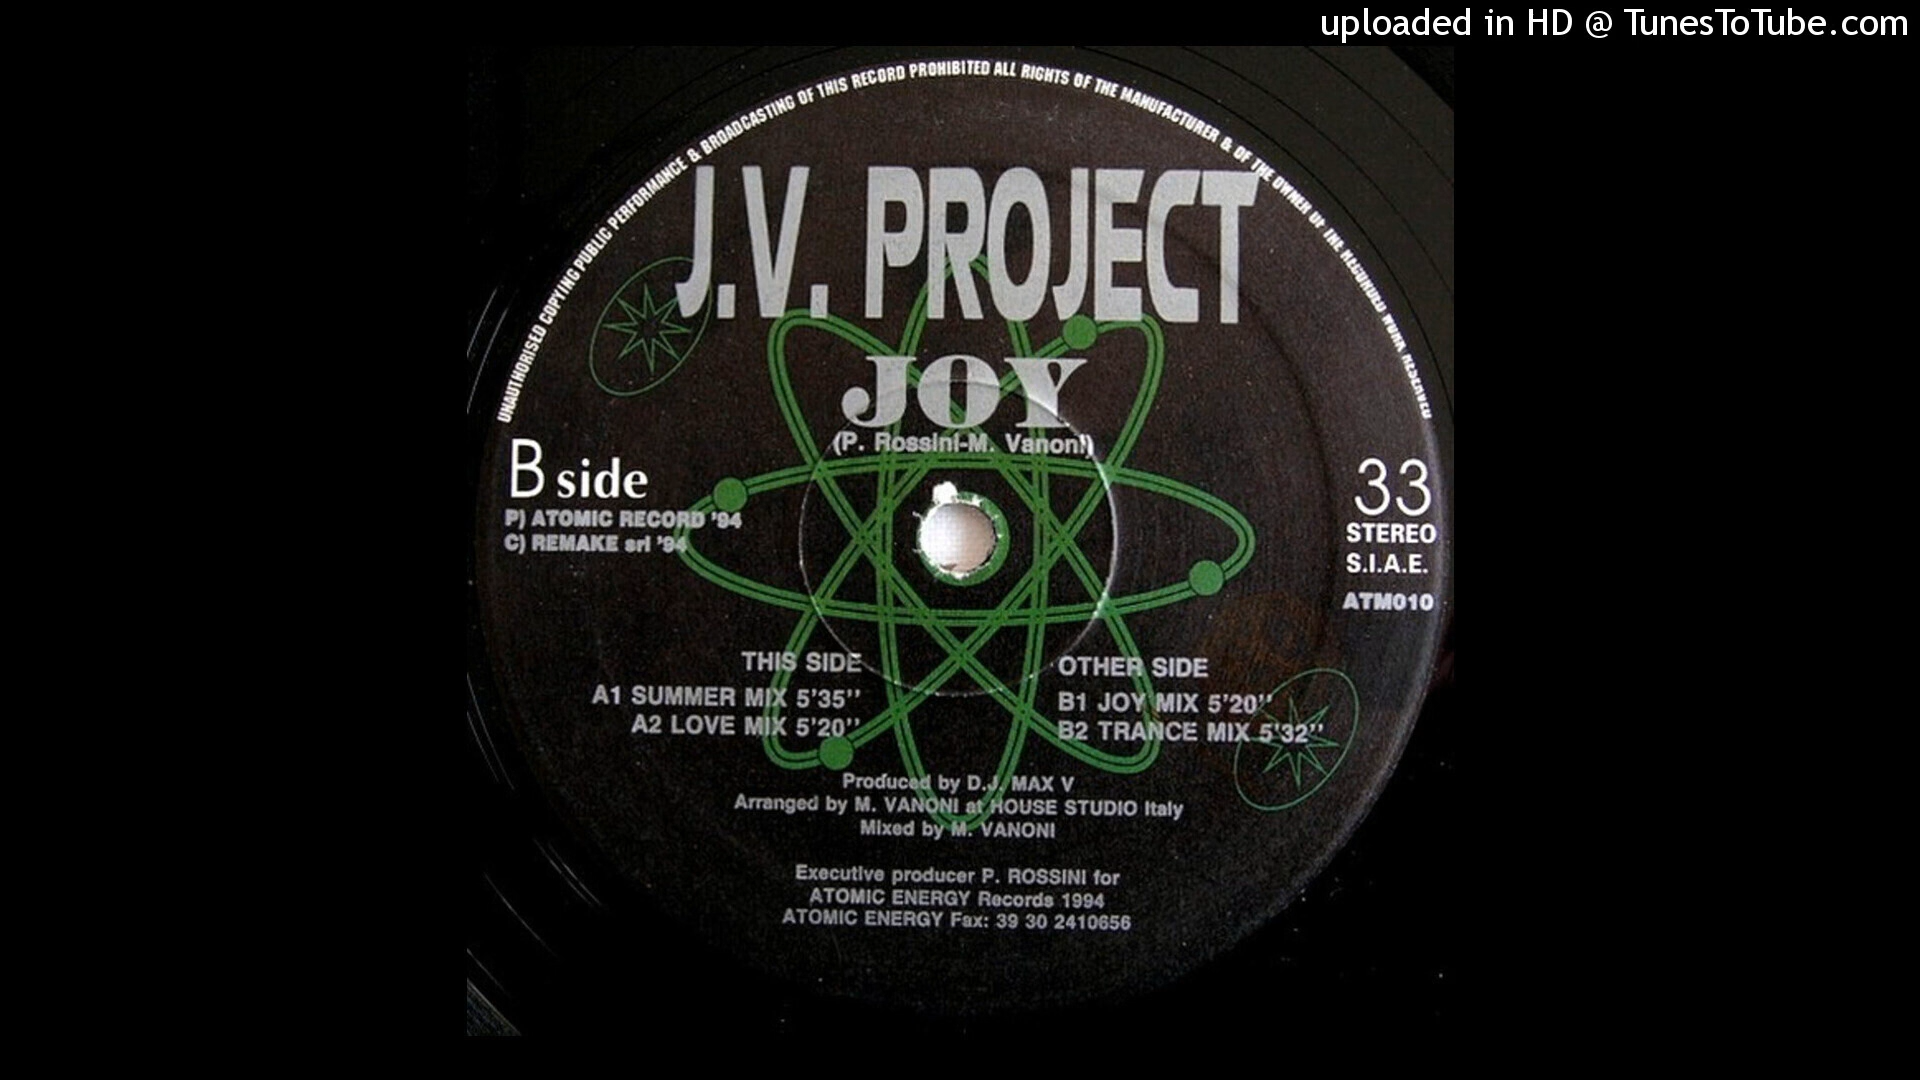 uploaded in HD @ TunesToTube.com
UNAUTHORISED COPYING PUBLIC PERFORMANCE & BROADCASTING OF THIS RECORD PROHIBITED ALL RIGHTS OF THE MANUFACTURER & OF THE OWNER OF THE RECORDED WORK RESERVED
J.V. PROJECT
JOY
(P. Rossini-M. Vanoni)
B side
P) ATOMIC RECORD '94
C) REMAKE srl '94
33
STEREO
S.I.A.E.
ATM010
THIS SIDE
A1 SUMMER MIX 5'35''
A2 LOVE MIX 5'20''
OTHER SIDE
B1 JOY MIX 5'20''
B2 TRANCE MIX 5'32''
Produced by D.J. MAX V
Arranged by M. VANONI at HOUSE STUDIO Italy
Mixed by M. VANONI
Executive producer P. ROSSINI for
ATOMIC ENERGY Records 1994
ATOMIC ENERGY Fax: 39 30 2410656